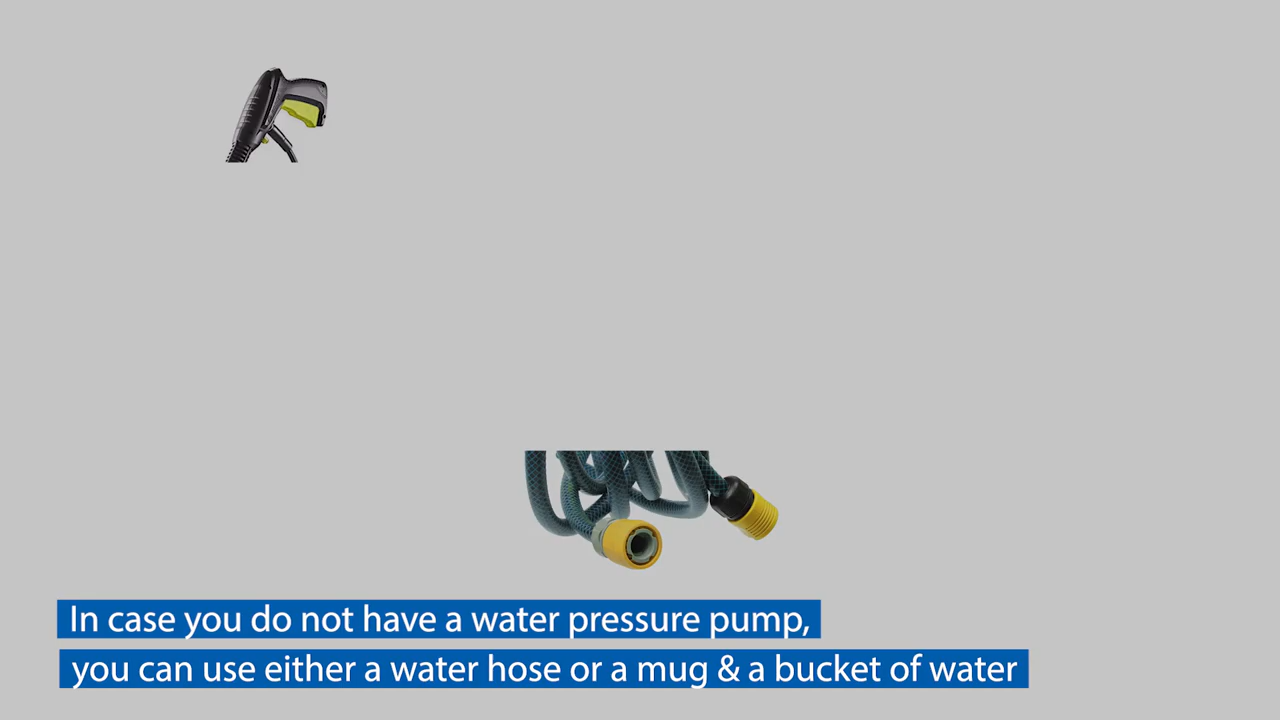 In case you do not have a water pressure pump,
you can use either a water hose or a mug & a bucket of water